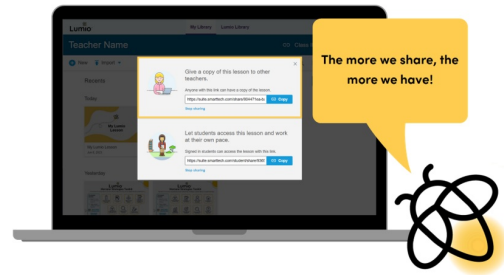 Lumio
My Library
Lumio Library
Teacher Name
New
Import
Recents
Today
Yesterday
Give a copy of this lesson to other
teachers.
Anyone with this link can have a copy of the lesson.
Copy
Stop sharing
Let students access this lesson and work
at their own pace.
Signed in students can access the lesson with this link.
Copy
Stop sharing
The more we share, the
more we have!